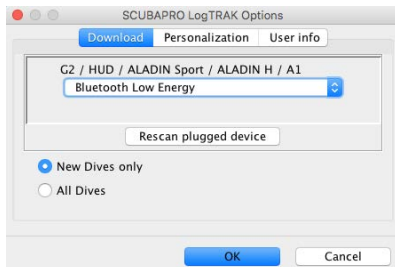 SCUBAPRO LogTRAK Options
Download Personalization User info
G2 / HUD / ALADIN Sport / ALADIN H / A1
Bluetooth Low Energy
Rescan plugged device
New Dives only
All Dives
OK Cancel